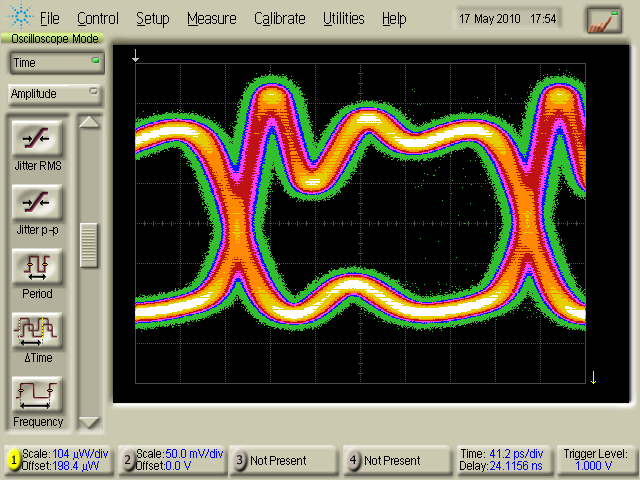 File Control Setup Measure Calibrate Utilities Help 17 May 2010 17:54
Oscilloscope Mode
Time
Amplitude
Jitter RMS
Jitter p-p
Period
ΔTime
Frequency
1 Scale:104 µW/div
Offset:198.4 µW
2 Scale:50.0 mV/div
Offset:0.0 V
3 Not Present
4 Not Present
Time: 41.2 ps/div
Delay:24.1156 ns
Trigger Level:
1.000 V